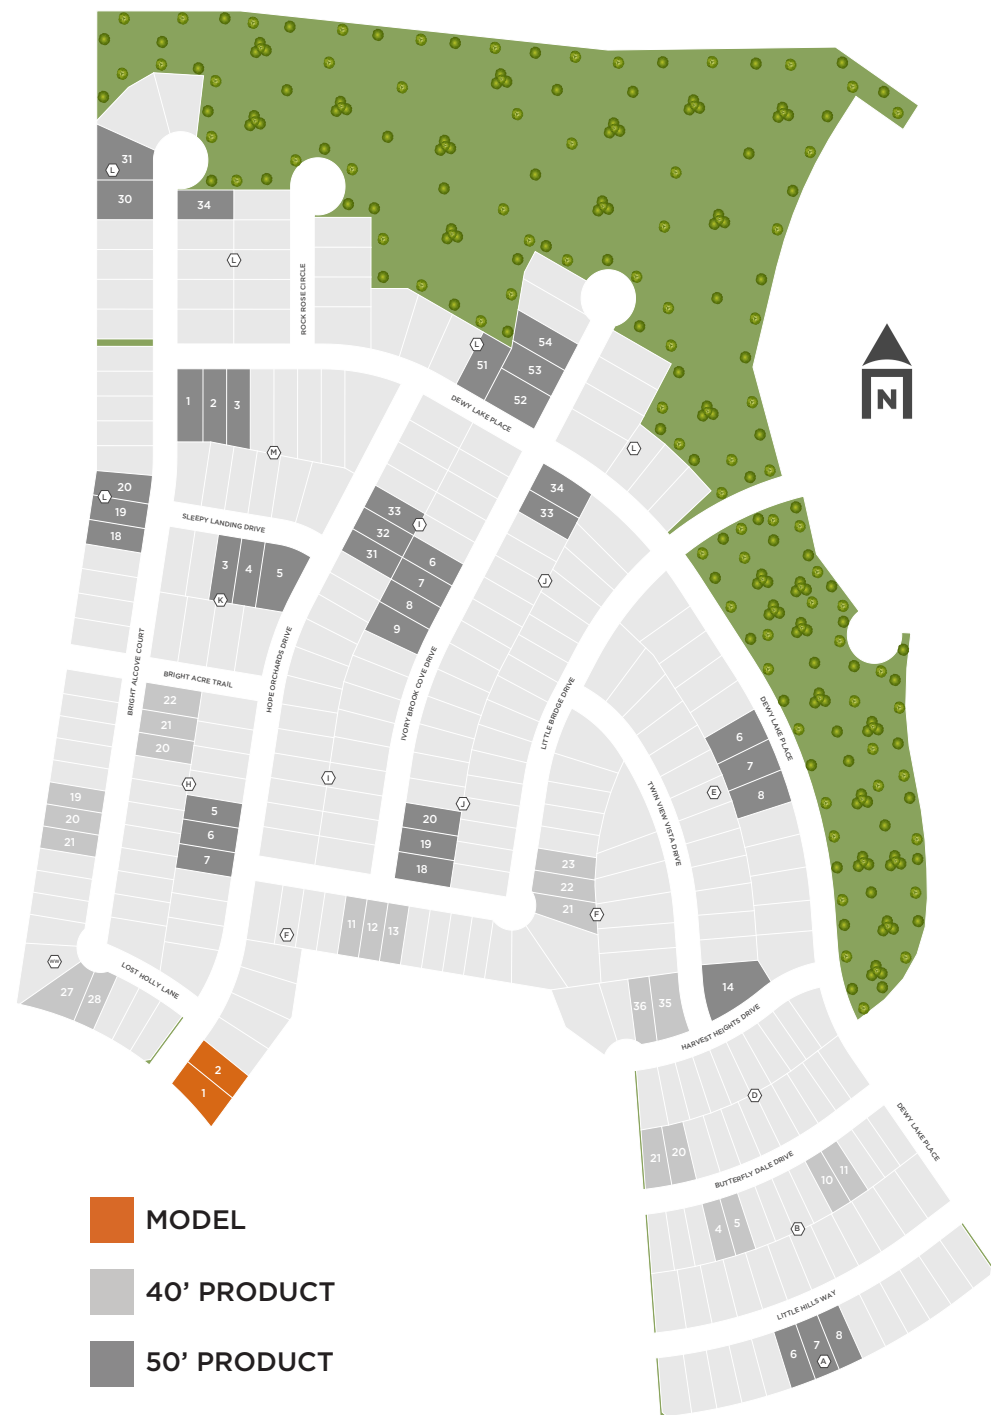 31
L
30
34
L
ROCK ROSE CIRCLE
54
L
51
53
52
1
2
3
DEWY LAKE PLACE
N
M
L
20
L
19
18
34
33
33
I
32
31
SLEEPY LANDING DRIVE
6
3
4
5
7
J
K
8
9
BRIGHT ALCOVE COURT
HOPE ORCHARDS DRIVE
IVORY BROOK COVE DRIVE
BRIGHT ACRE TRAIL
LITTLE BRIDGE DRIVE
DEWY LAKE PLACE
22
21
20
6
7
8
H
I
E
TWIN VIEW VISTA DRIVE
19
20
21
5
6
7
J
20
19
18
23
22
21
F
11
12
13
F
WW
LOST HOLLY LANE
27
28
14
36
35
HARVEST HEIGHTS DRIVE
2
1
D
DEWY LAKE PLACE
21
20
BUTTERFLY DALE DRIVE
10
11
4
5
B
MODEL
40’ PRODUCT
50’ PRODUCT
LITTLE HILLS WAY
6
7
8
A